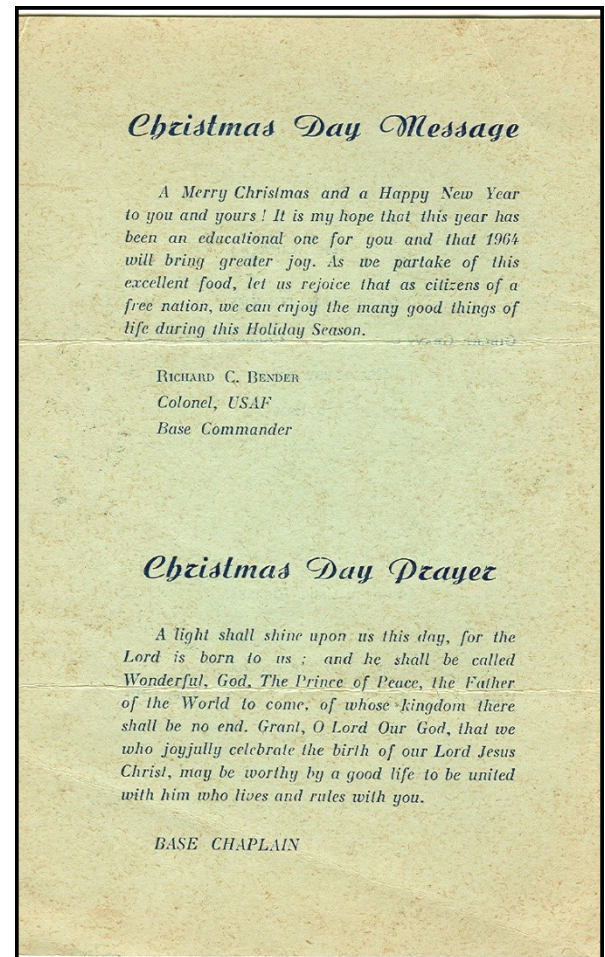 Christmas Day Message
A Merry Christmas and a Happy New Year
to you and yours ! It is my hope that this year has
been an educational one for you and that 1964
will bring greater joy. As we partake of this
excellent food, let us rejoice that as citizens of a
free nation, we can enjoy the many good things of
life during this Holiday Season.
RICHARD C. BENDER
Colonel, USAF
Base Commander
Christmas Day Prayer
A light shall shine upon us this day, for the
Lord is born to us ; and he shall be called
Wonderful, God, The Prince of Peace, the Father
of the World to come, of whose kingdom there
shall be no end. Grant, O Lord Our God, that we
who joyjully celebrate the birth of our Lord Jesus
Christ, may be worthy by a good life to be united
with him who lives and rules with you.
BASE CHAPLAIN